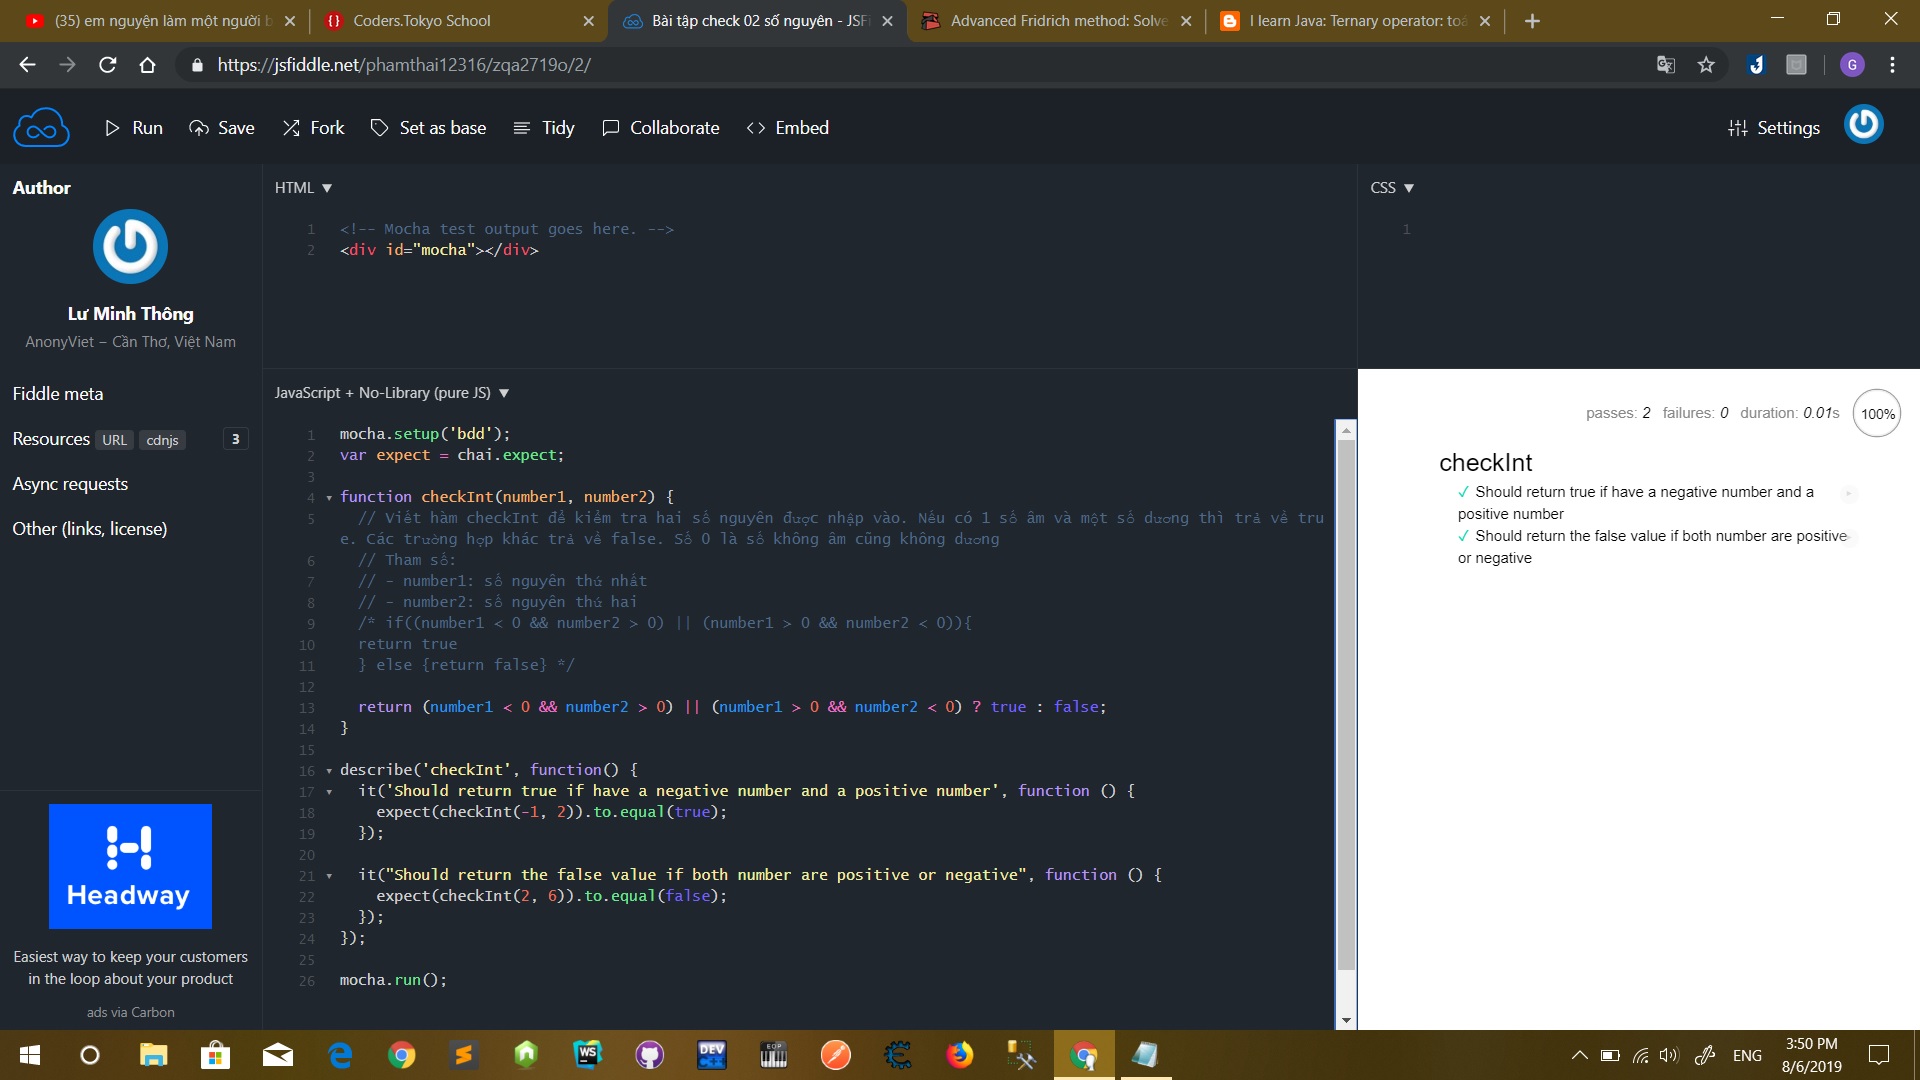 (35) em nguyện làm một người b
Coders.Tokyo School
Bài tập check 02 số nguyên - JSFi
Advanced Fridrich method: Solve
I learn Java: Ternary operator: toá
https://jsfiddle.net/phamthai12316/zqa2719o/2/
G
Run
Save
Fork
Set as base
Tidy
Collaborate
Embed
Settings
Author
Lư Minh Thông
AnonyViet – Cần Thơ, Việt Nam
Fiddle meta
Resources URL cdnjs 3
Async requests
Other (links, license)
Headway
Easiest way to keep your customers
in the loop about your product
ads via Carbon
HTML ▼
1 <!-- Mocha test output goes here. -->
2 <div id="mocha"></div>
CSS ▼
1
JavaScript + No-Library (pure JS) ▼
1 mocha.setup('bdd');
2 var expect = chai.expect;
3
4 function checkInt(number1, number2) {
5 // Viết hàm checkInt để kiểm tra hai số nguyên được nhập vào. Nếu có 1 số âm và một số dương thì trả về tru
e. Các trường hợp khác trả về false. Số 0 là số không âm cũng không dương
6 // Tham số:
7 // - number1: số nguyên thứ nhất
8 // - number2: số nguyên thứ hai
9 /* if((number1 < 0 && number2 > 0) || (number1 > 0 && number2 < 0)){
10 return true
11 } else {return false} */
12
13 return (number1 < 0 && number2 > 0) || (number1 > 0 && number2 < 0) ? true : false;
14 }
15
16 describe('checkInt', function() {
17 it('Should return true if have a negative number and a positive number', function () {
18 expect(checkInt(-1, 2)).to.equal(true);
19 });
20
21 it("Should return the false value if both number are positive or negative", function () {
22 expect(checkInt(2, 6)).to.equal(false);
23 });
24 });
25
26 mocha.run();
passes: 2 failures: 0 duration: 0.01s 100%
checkInt
✓ Should return true if have a negative number and a
positive number
✓ Should return the false value if both number are positive
or negative
WS
DEV
EOP
ENG
3:50 PM
8/6/2019